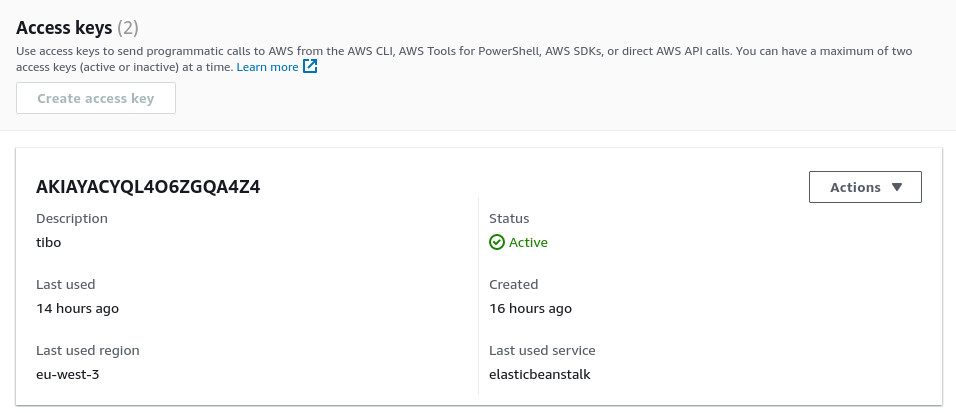 Access keys (2)
Use access keys to send programmatic calls to AWS from the AWS CLI, AWS Tools for PowerShell, AWS SDKs, or direct AWS API calls. You can have a maximum of two
access keys (active or inactive) at a time. Learn more
Create access key
AKIAYACYQL4O6ZGQA4Z4
Actions
Description
Status
tibo
Active
Last used
Created
14 hours ago
16 hours ago
Last used region
Last used service
eu-west-3
elasticbeanstalk